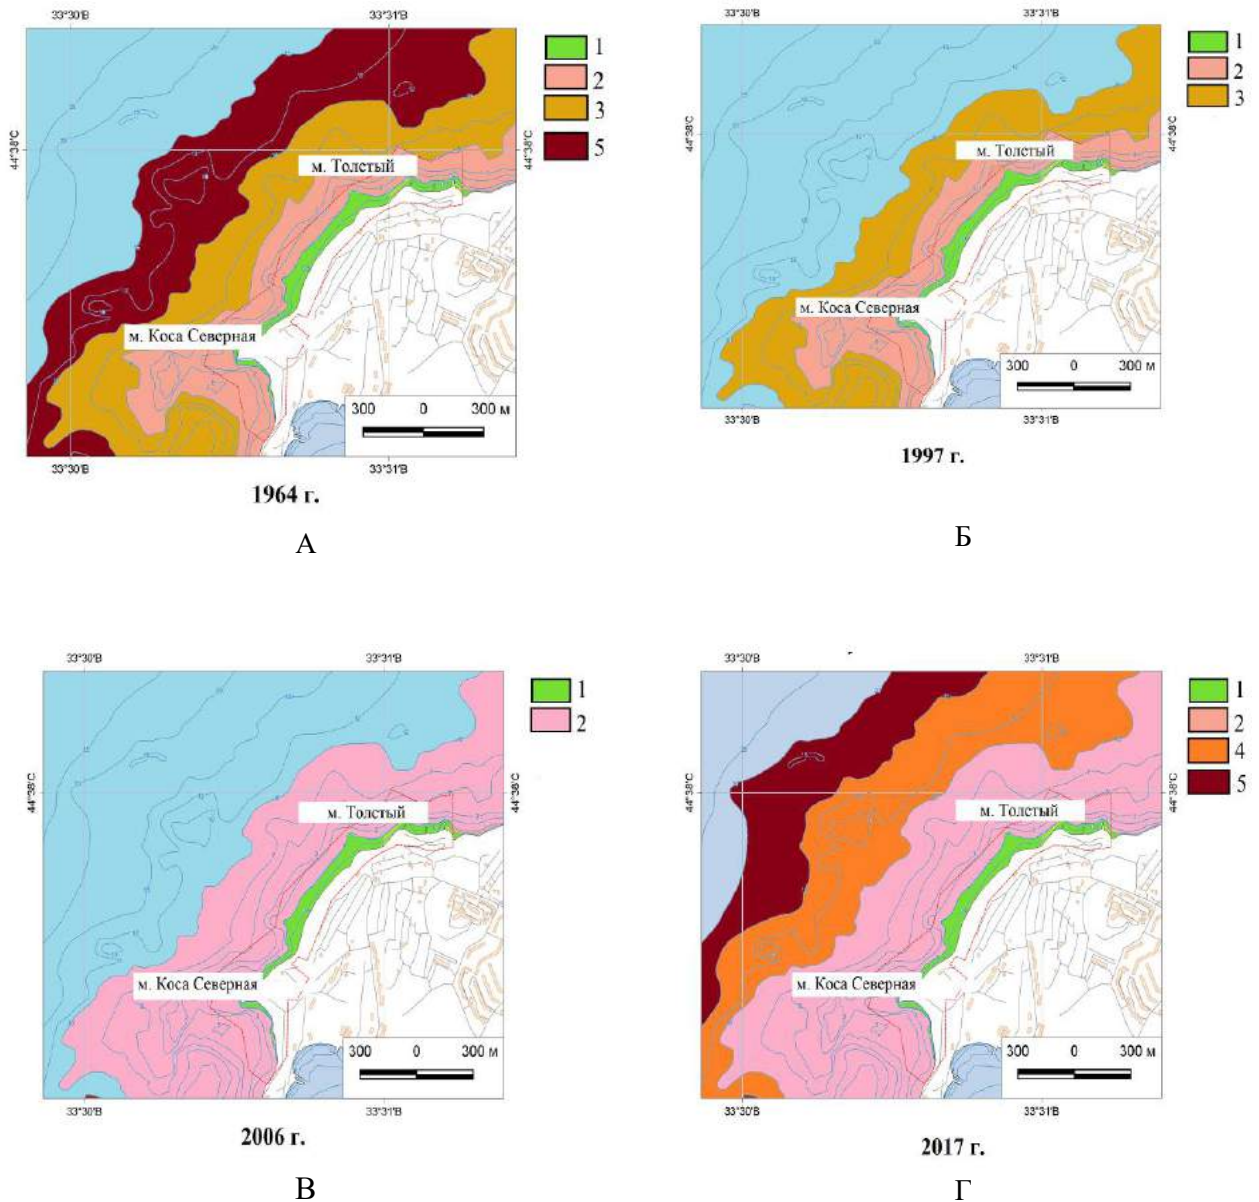 33°30'В 33°31'В
44°38'С 44°38'С
м. Толстый
м. Коса Северная
300 0 300 м
33°30'В 33°31'В
1
2
3
5
1964 г.
А
33°30'В 33°31'В
44°38'С 44°38'С
м. Толстый
м. Коса Северная
300 0 300 м
33°30'В 33°31'В
1
2
3
1997 г.
Б
33°30'В 33°31'В
44°38'С 44°38'С
м. Толстый
м. Коса Северная
300 0 300 м
33°30'В 33°31'В
1
2
2006 г.
В
33°30'В 33°31'В
44°38'С 44°38'С
м. Толстый
м. Коса Северная
300 0 300 м
33°30'В 33°31'В
1
2
4
5
2017 г.
Г